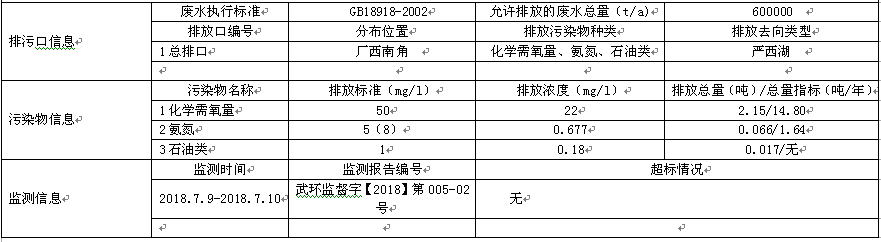 废水执行标准 GB18918-2002 允许排放的废水总量（t/a） 600000
排污口信息 排放口编号 分布位置 排放污染物种类 排放去向类型
1总排口 厂西南角 化学需氧量、氨氮、石油类 严西湖
污染物名称 排放标准（mg/l） 排放浓度（mg/l） 排放总量（吨）/总量指标（吨/年）
污染物信息 1化学需氧量 50 22 2.15/14.80
2氨氮 5（8） 0.677 0.066/1.64
3石油类 1 0.18 0.017/无
监测时间 监测报告编号 超标情况
监测信息 2018.7.9-2018.7.10 武环监督字【2018】第 005-02 无
号